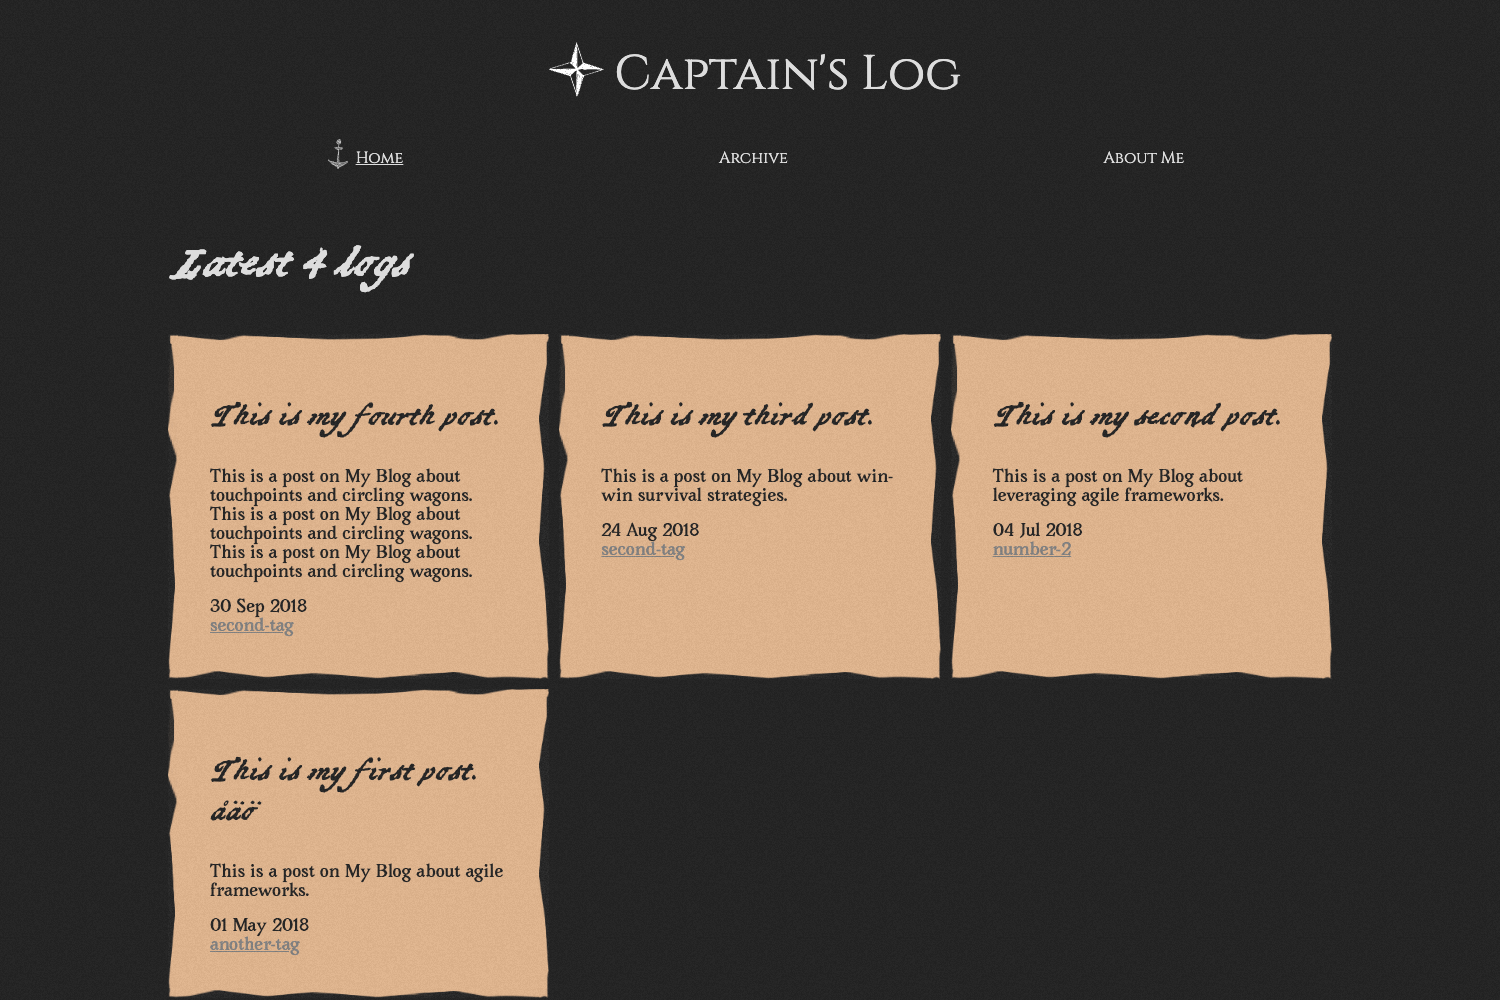 Captain's Log
Home
Archive
About Me
Latest 4 logs
This is my fourth post.
This is a post on My Blog about
touchpoints and circling wagons.
This is a post on My Blog about
touchpoints and circling wagons.
This is a post on My Blog about
touchpoints and circling wagons.
30 Sep 2018
second-tag
This is my third post.
This is a post on My Blog about win-
win survival strategies.
24 Aug 2018
second-tag
This is my second post.
This is a post on My Blog about
leveraging agile frameworks.
04 Jul 2018
number-2
This is my first post.
åäö
This is a post on My Blog about agile
frameworks.
01 May 2018
another-tag